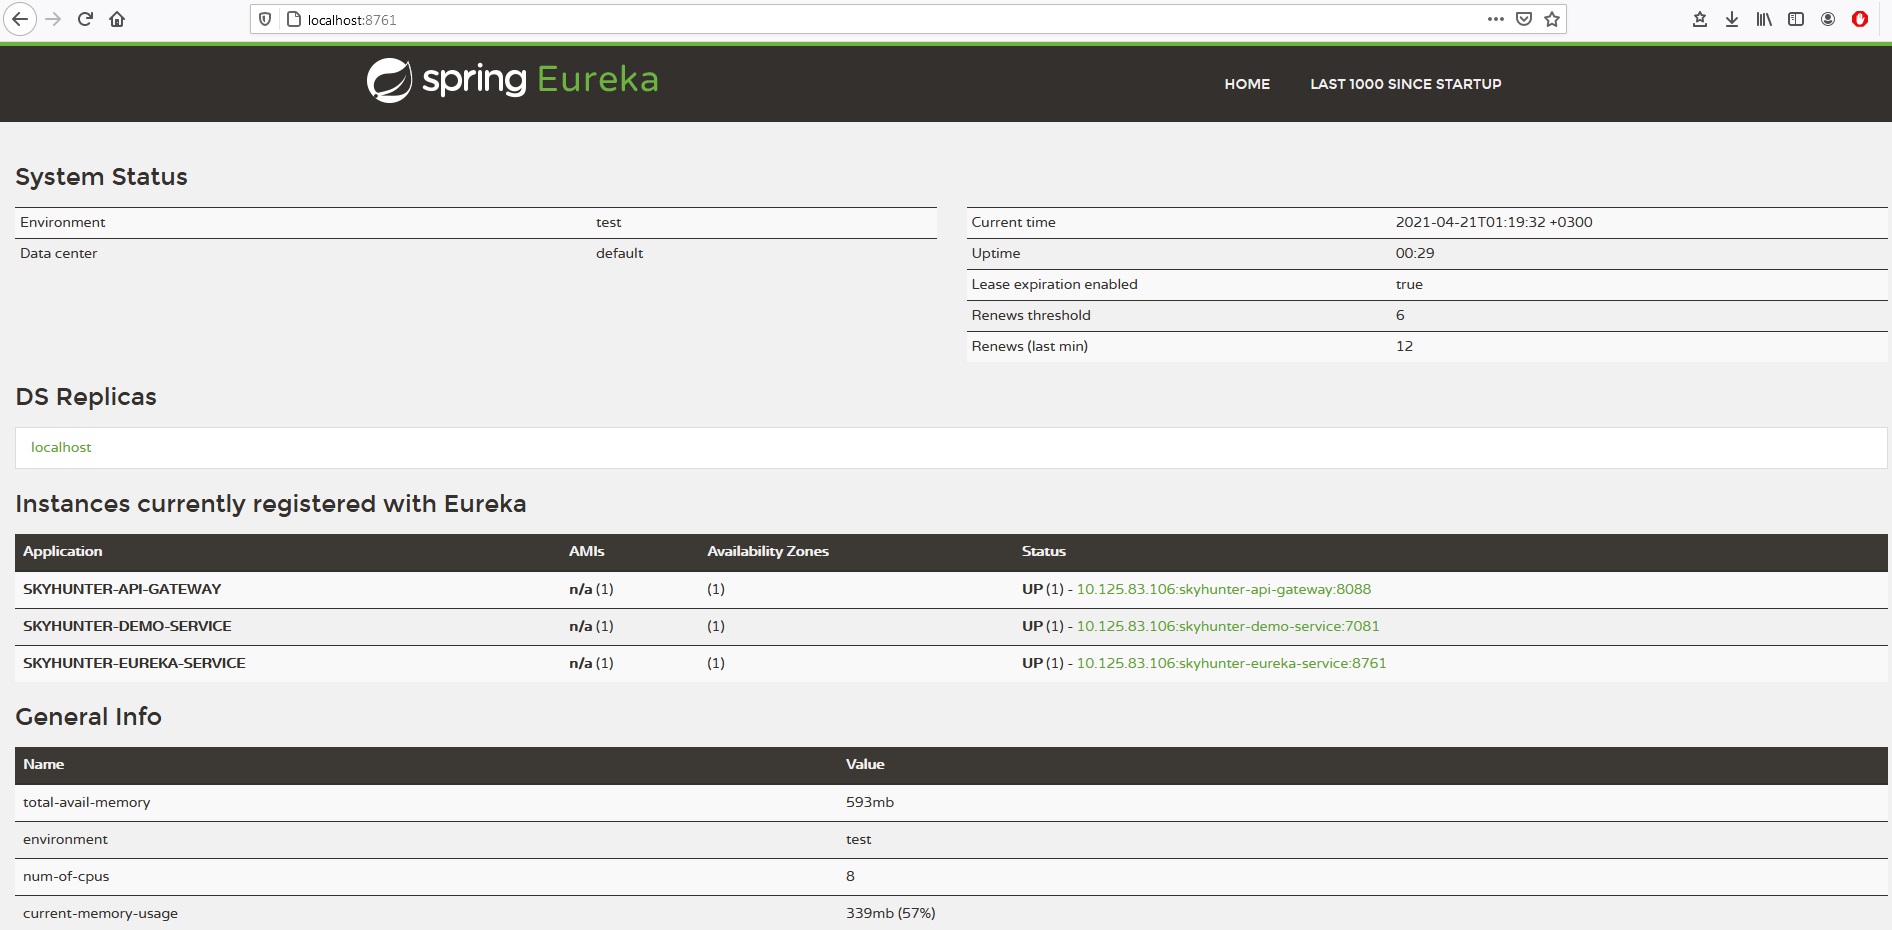 localhost:8761
spring Eureka
HOME LAST 1000 SINCE STARTUP
System Status
Environment test
Data center default
Current time 2021-04-21T01:19:32 +0300
Uptime 00:29
Lease expiration enabled true
Renews threshold 6
Renews (last min) 12
DS Replicas
localhost
Instances currently registered with Eureka
Application AMIs Availability Zones Status
SKYHUNTER-API-GATEWAY n/a (1) (1) UP (1) - 10.125.83.106:skyhunter-api-gateway:8088
SKYHUNTER-DEMO-SERVICE n/a (1) (1) UP (1) - 10.125.83.106:skyhunter-demo-service:7081
SKYHUNTER-EUREKA-SERVICE n/a (1) (1) UP (1) - 10.125.83.106:skyhunter-eureka-service:8761
General Info
Name Value
total-avail-memory 593mb
environment test
num-of-cpus 8
current-memory-usage 339mb (57%)